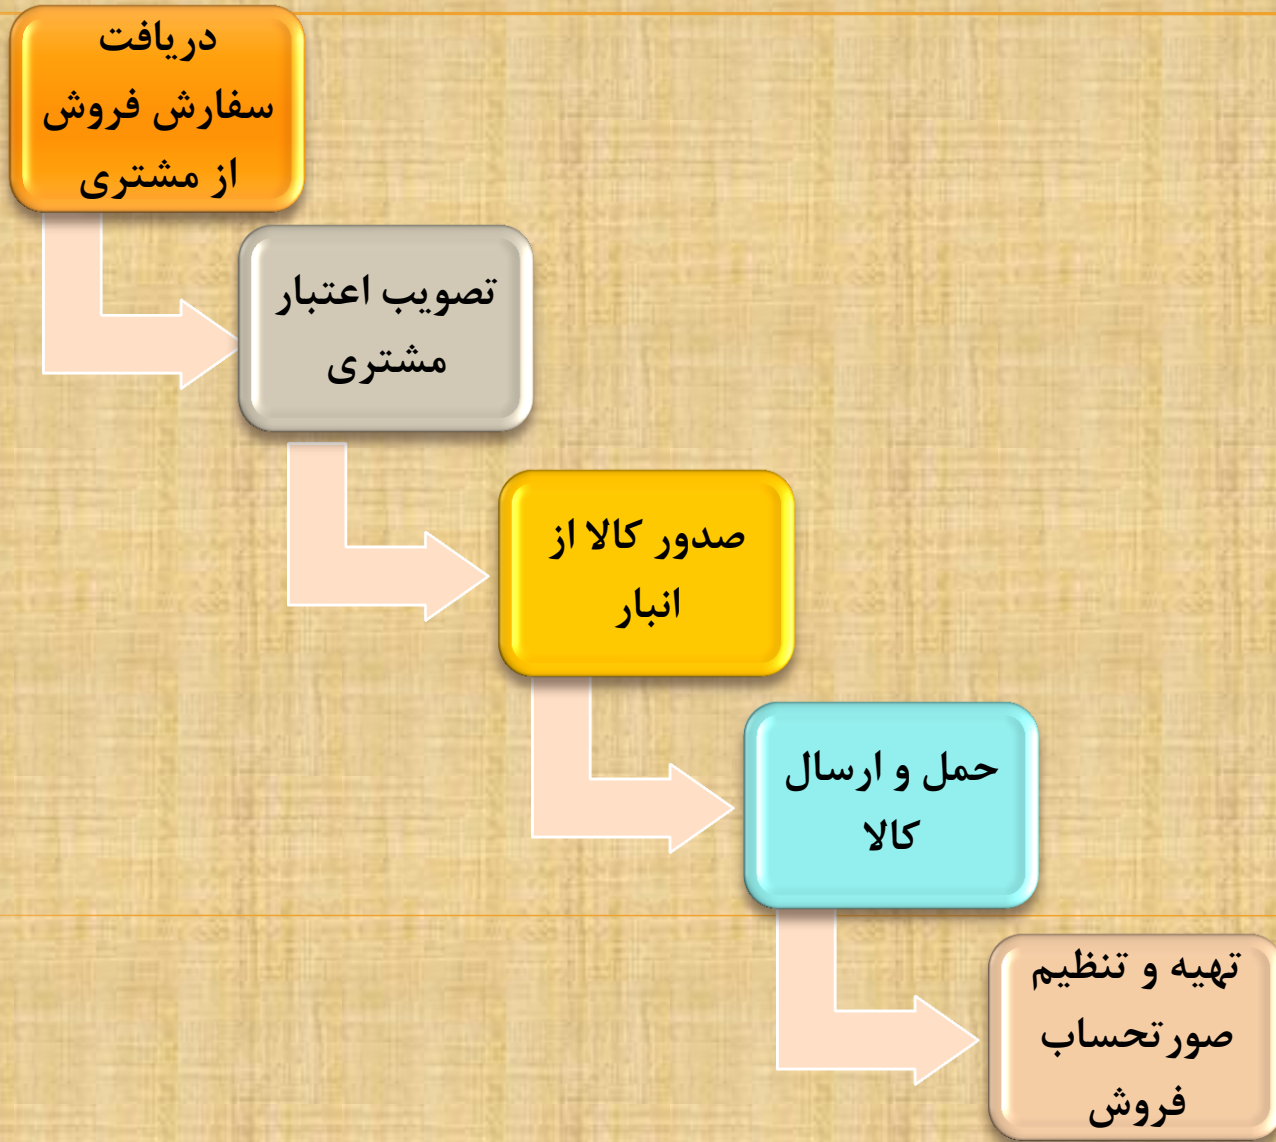 دریافت
سفارش فروش
از مشتری
تصویب اعتبار
مشتری
صدور کالا از
انبار
حمل و ارسال
کالا
تهیه و تنظیم
صورتحساب
فروش